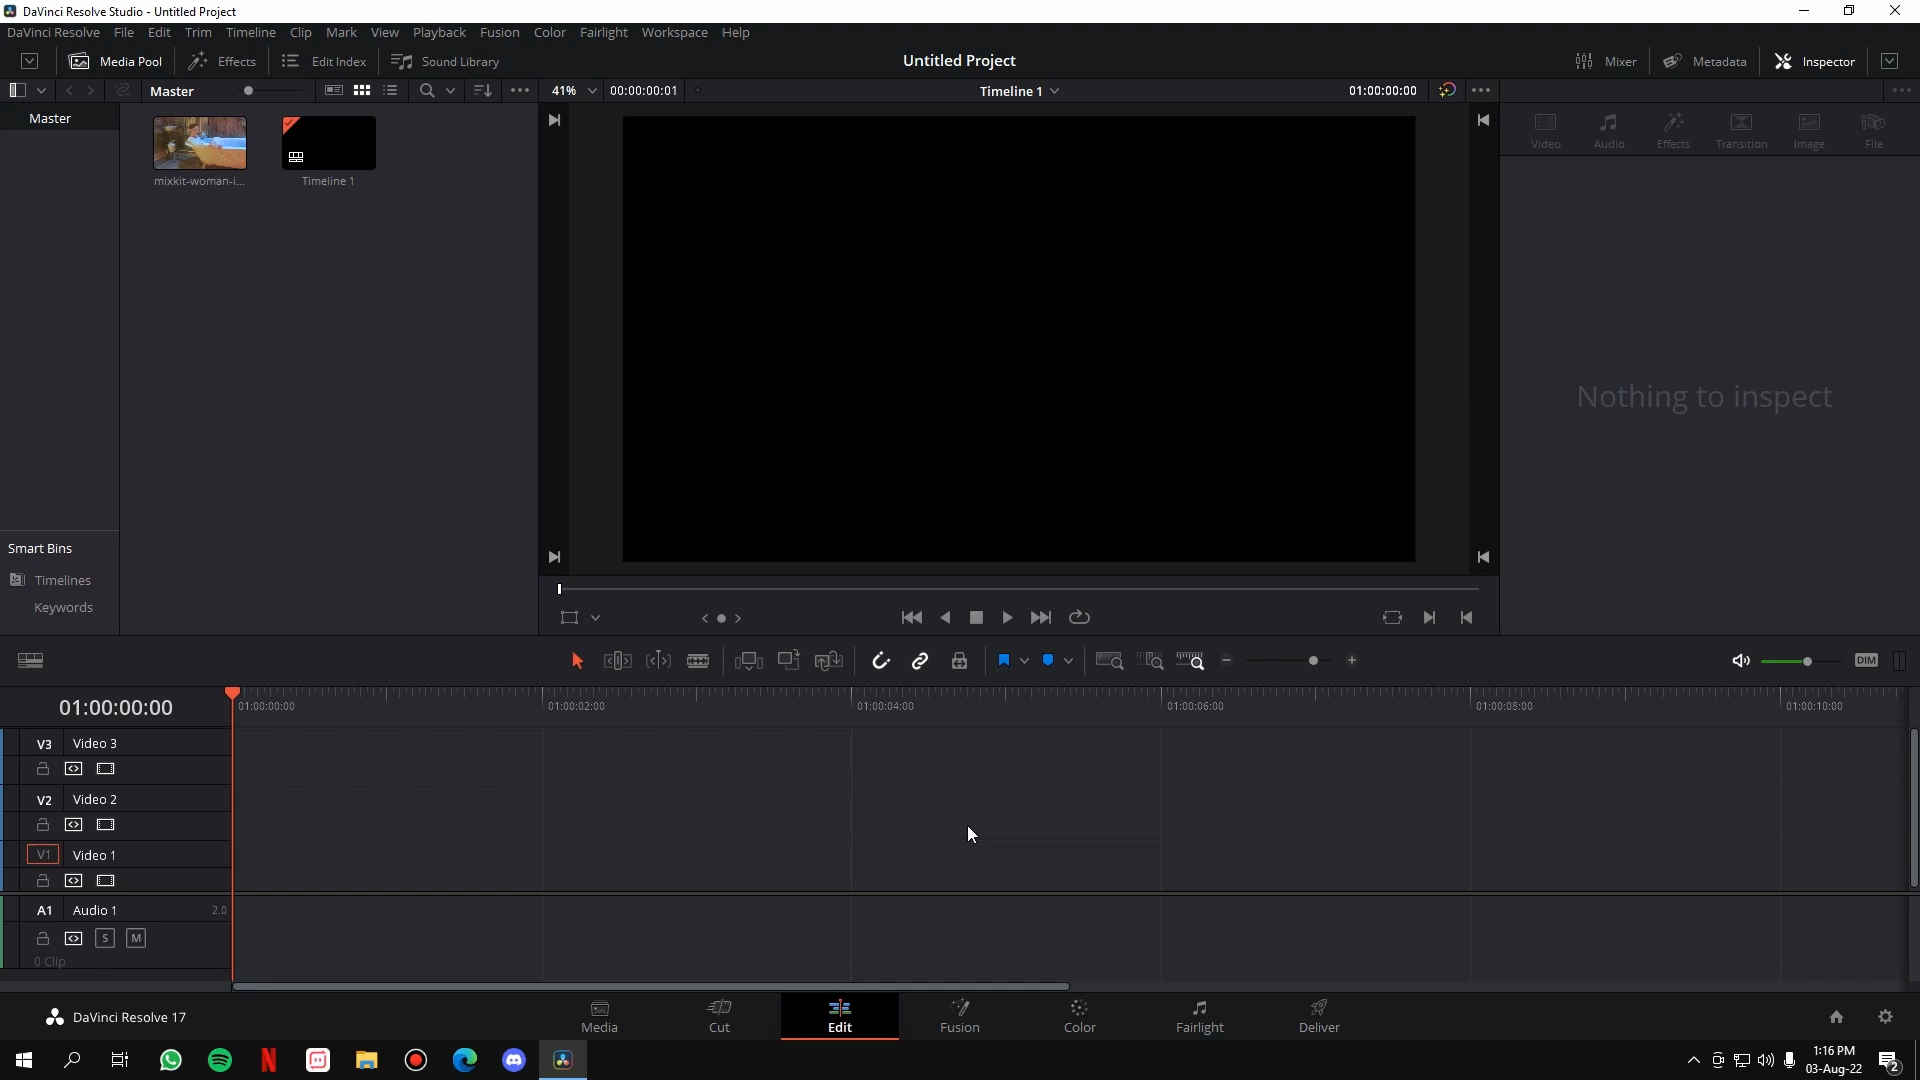 DaVinci Resolve Studio - Untitled Project
DaVinci Resolve File Edit Trim Timeline Clip Mark View Playback Fusion Color Fairlight Workspace Help
Media Pool Effects Edit Index Sound Library Untitled Project Mixer Metadata Inspector
Master 41% 00:00:00:01 Timeline 1 01:00:00:00
Master
Video Audio Effects Transition Image File
mixkit-woman-i... Timeline 1
Nothing to inspect
Smart Bins
Timelines
Keywords
DIM
01:00:00:00 01:00:00:00 01:00:02:00 01:00:04:00 01:00:06:00 01:00:08:00 01:00:10:00
V3 Video 3
V2 Video 2
V1 Video 1
A1 Audio 1 2.0
S M
0 Clip
DaVinci Resolve 17 Media Cut Edit Fusion Color Fairlight Deliver
1:16 PM
03-Aug-22
2